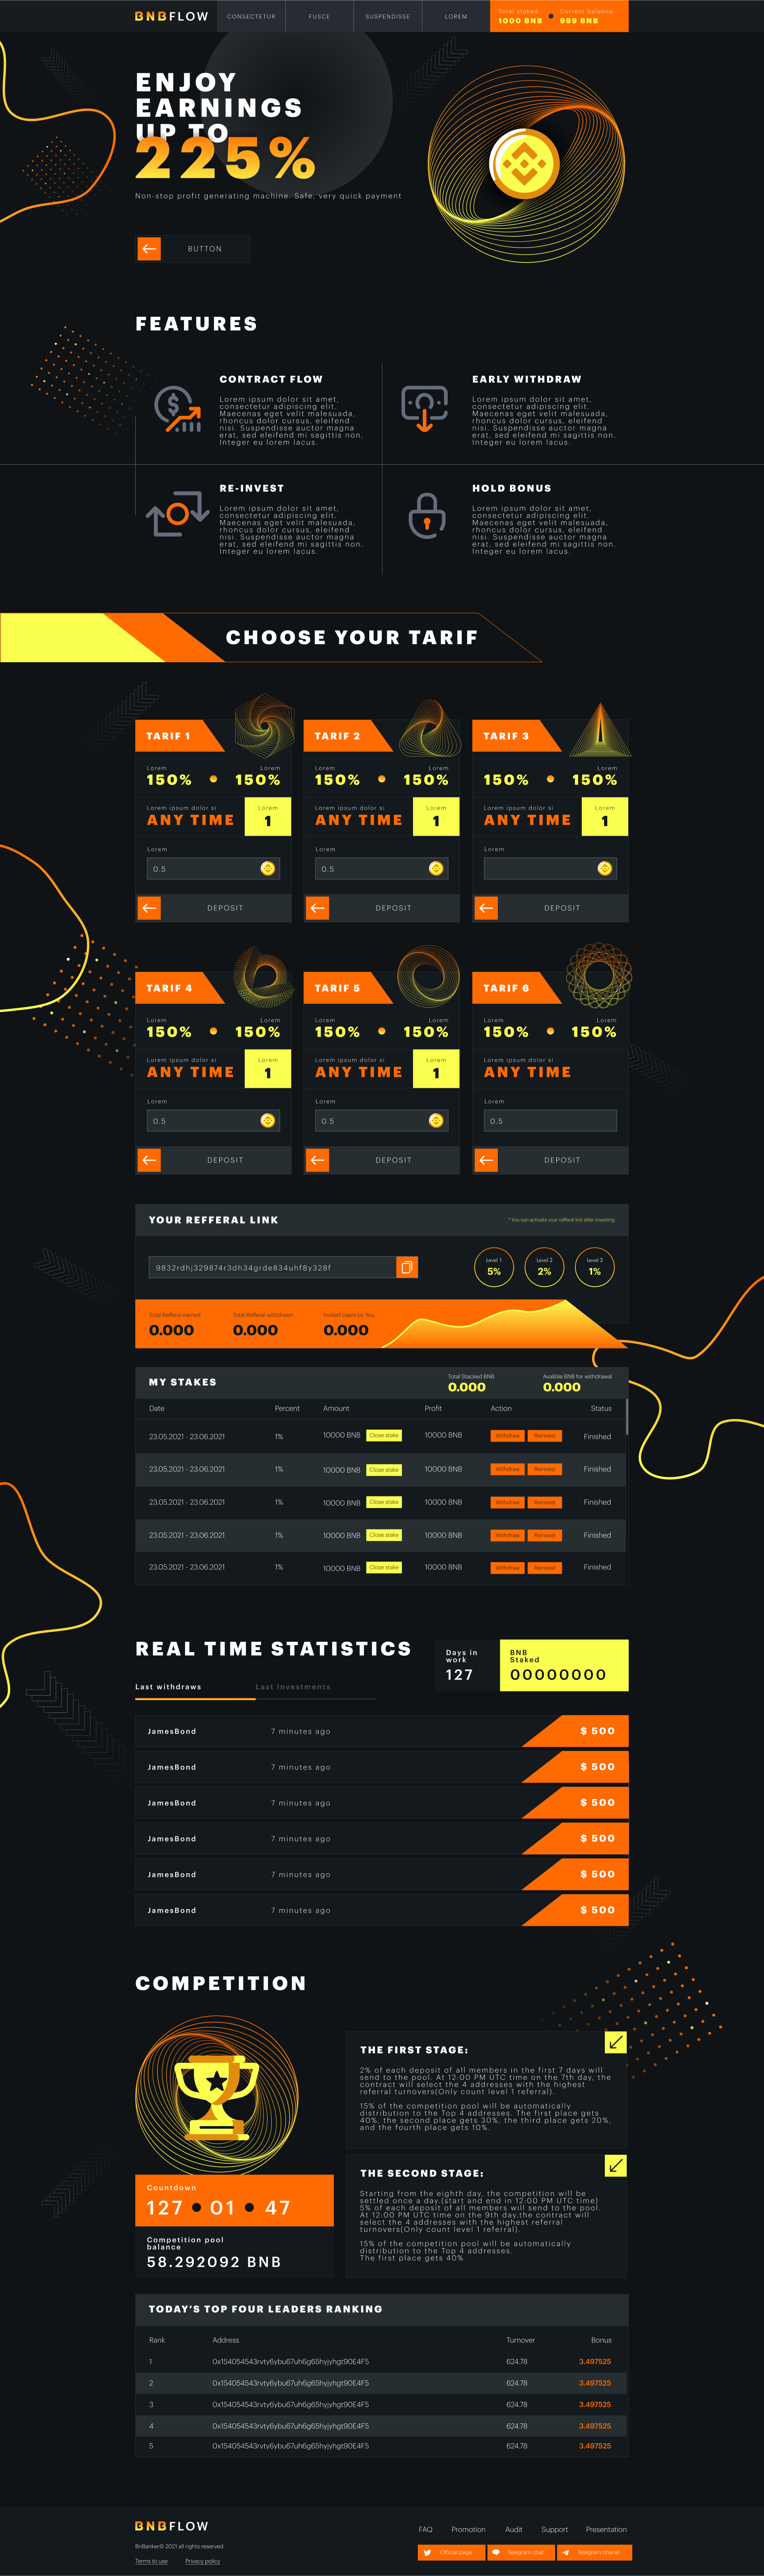 BNBFLOW
CONSECTETUR
FUSCE
SUSPENDISSE
LOREM
Total staked:
1000 BNB
Current balance:
999 BNB
ENJOY
EARNINGS
UP TO
225%
Non-stop profit generating machine. Safe, very quick payment
BUTTON
FEATURES
CONTRACT FLOW
Lorem ipsum dolor sit amet,
consectetur adipiscing elit.
Maecenas eget velit malesuada,
rhoncus dolor cursus, eleifend
nisi. Suspendisse auctor magna
erat, sed eleifend mi sagittis non.
Integer eu lorem lacus.
EARLY WITHDRAW
Lorem ipsum dolor sit amet,
consectetur adipiscing elit.
Maecenas eget velit malesuada,
rhoncus dolor cursus, eleifend
nisi. Suspendisse auctor magna
erat, sed eleifend mi sagittis non.
Integer eu lorem lacus.
RE-INVEST
Lorem ipsum dolor sit amet,
consectetur adipiscing elit.
Maecenas eget velit malesuada,
rhoncus dolor cursus, eleifend
nisi. Suspendisse auctor magna
erat, sed eleifend mi sagittis non.
Integer eu lorem lacus.
HOLD BONUS
Lorem ipsum dolor sit amet,
consectetur adipiscing elit.
Maecenas eget velit malesuada,
rhoncus dolor cursus, eleifend
nisi. Suspendisse auctor magna
erat, sed eleifend mi sagittis non.
Integer eu lorem lacus.
CHOOSE YOUR TARIF
TARIF 1
Lorem
150%
Lorem
150%
Lorem ipsum dolor si
ANY TIME
Lorem
1
Lorem
0.5
DEPOSIT
TARIF 2
Lorem
150%
Lorem
150%
Lorem ipsum dolor si
ANY TIME
Lorem
1
Lorem
0.5
DEPOSIT
TARIF 3
Lorem
150%
Lorem
150%
Lorem ipsum dolor si
ANY TIME
Lorem
1
Lorem
DEPOSIT
TARIF 4
Lorem
150%
Lorem
150%
Lorem ipsum dolor si
ANY TIME
Lorem
1
Lorem
0.5
DEPOSIT
TARIF 5
Lorem
150%
Lorem
150%
Lorem ipsum dolor si
ANY TIME
Lorem
1
Lorem
0.5
DEPOSIT
TARIF 6
Lorem
150%
Lorem
150%
Lorem ipsum dolor si
ANY TIME
Lorem
0.5
DEPOSIT
YOUR REFFERAL LINK
* You can activate your refferal link after investing
9832rdhj329874r3dh34grde834uhf8y328f
Level 1
5%
Level 2
2%
Level 3
1%
Total Refferal earned
0.000
Total Refferal withdrawn
0.000
Invited Users by You
0.000
MY STAKES
Total Stacked BNB
0.000
Avalible BNB for withdrawal
0.000
Date Percent Amount Profit Action Status
23.05.2021 - 23.06.2021 1% 10000 BNB Close stake 10000 BNB Withdraw Reinvest Finished
23.05.2021 - 23.06.2021 1% 10000 BNB Close stake 10000 BNB Withdraw Reinvest Finished
23.05.2021 - 23.06.2021 1% 10000 BNB Close stake 10000 BNB Withdraw Reinvest Finished
23.05.2021 - 23.06.2021 1% 10000 BNB Close stake 10000 BNB Withdraw Reinvest Finished
23.05.2021 - 23.06.2021 1% 10000 BNB Close stake 10000 BNB Withdraw Reinvest Finished
REAL TIME STATISTICS
Days in
work
127
BNB
Staked
00000000
Last withdraws
Last Investments
JamesBond 7 minutes ago $ 500
JamesBond 7 minutes ago $ 500
JamesBond 7 minutes ago $ 500
JamesBond 7 minutes ago $ 500
JamesBond 7 minutes ago $ 500
JamesBond 7 minutes ago $ 500
COMPETITION
Countdown
127 • 01 • 47
Competition pool
balance
58.292092 BNB
THE FIRST STAGE:
2% of each deposit of all members in the first 7 days will
send to the pool. At 12:00 PM UTC time on the 7th day, the
contract will select the 4 addresses with the highest
referral turnovers(Only count level 1 referral).
15% of the competition pool will be automatically
distribution to the Top 4 addresses. The first place gets
40%, the second place gets 30%, the third place gets 20%,
and the fourth place gets 10%.
THE SECOND STAGE:
Starting from the eighth day, the competition will be
settled once a day.(start and end in 12:00 PM UTC time)
5% of each deposit of all members will send to the pool.
At 12:00 PM UTC time on the 9th day,the contract will
select the 4 addresses with the highest referral
turnovers(Only count level 1 referral).
15% of the competition pool will be automatically
distribution to the Top 4 addresses.
The first place gets 40%
TODAY'S TOP FOUR LEADERS RANKING
Rank Address Turnover Bonus
1 0x154054543rvty6ybu67uh6g65hyjyhgt90E4F5 624.78 3.497525
2 0x154054543rvty6ybu67uh6g65hyjyhgt90E4F5 624.78 3.497525
3 0x154054543rvty6ybu67uh6g65hyjyhgt90E4F5 624.78 3.497525
4 0x154054543rvty6ybu67uh6g65hyjyhgt90E4F5 624.78 3.497525
5 0x154054543rvty6ybu67uh6g65hyjyhgt90E4F5 624.78 3.497525
BNBFLOW
BnBanker© 2021 all rights reserved
Terms to use
Privacy policy
FAQ
Promotion
Audit
Support
Presentation
Official page
Telegram chat
Telegram chanel